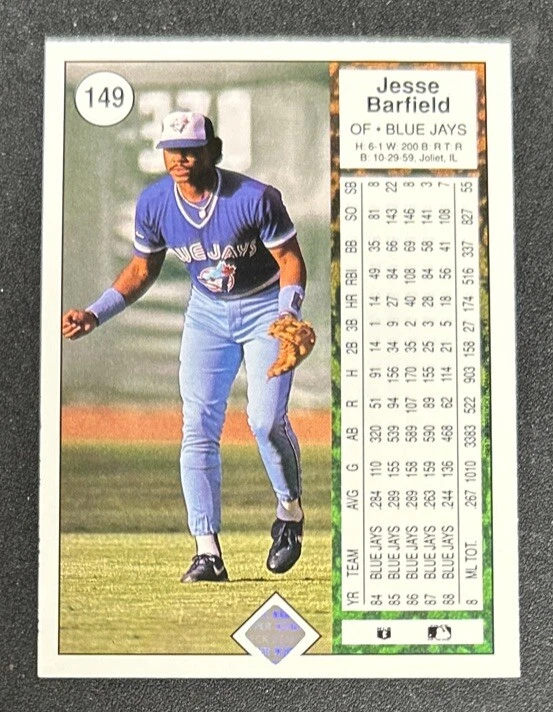 149
370
Jesse
Barfield
OF • BLUE JAYS
H: 6-1 W: 200 B: R T: R
B: 10-29-59, Joliet, IL
BLUE JAYS
YR TEAM AVG G AB R H 2B 3B HR RBI BB SO SB
84 BLUE JAYS .284 110 320 51 91 14 1 14 49 35 81 8
85 BLUE JAYS .289 155 539 94 156 34 9 27 84 66 143 22
86 BLUE JAYS .289 158 589 107 170 35 2 40 108 69 146 8
87 BLUE JAYS .263 159 590 89 155 25 3 28 84 58 141 3
88 BLUE JAYS .244 136 468 62 114 21 5 18 56 41 108 7
8 ML TOT. .267 1010 3383 522 903 158 27 174 516 337 827 55